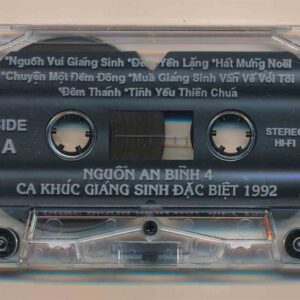 *Nguồn Vui Giáng Sinh *Đêm Yên Lặng *Hát Mừng Noël
*Chuyện Một Đêm Đông *Mùa Giáng Sinh Vẫn Về Với Tôi
*Đêm Thánh *Tình Yêu Thiên Chúa
SIDE
A
STEREO
HI-FI
NGUỒN AN BÌNH 4
CA KHÚC GIÁNG SINH ĐẶC BIỆT 1992